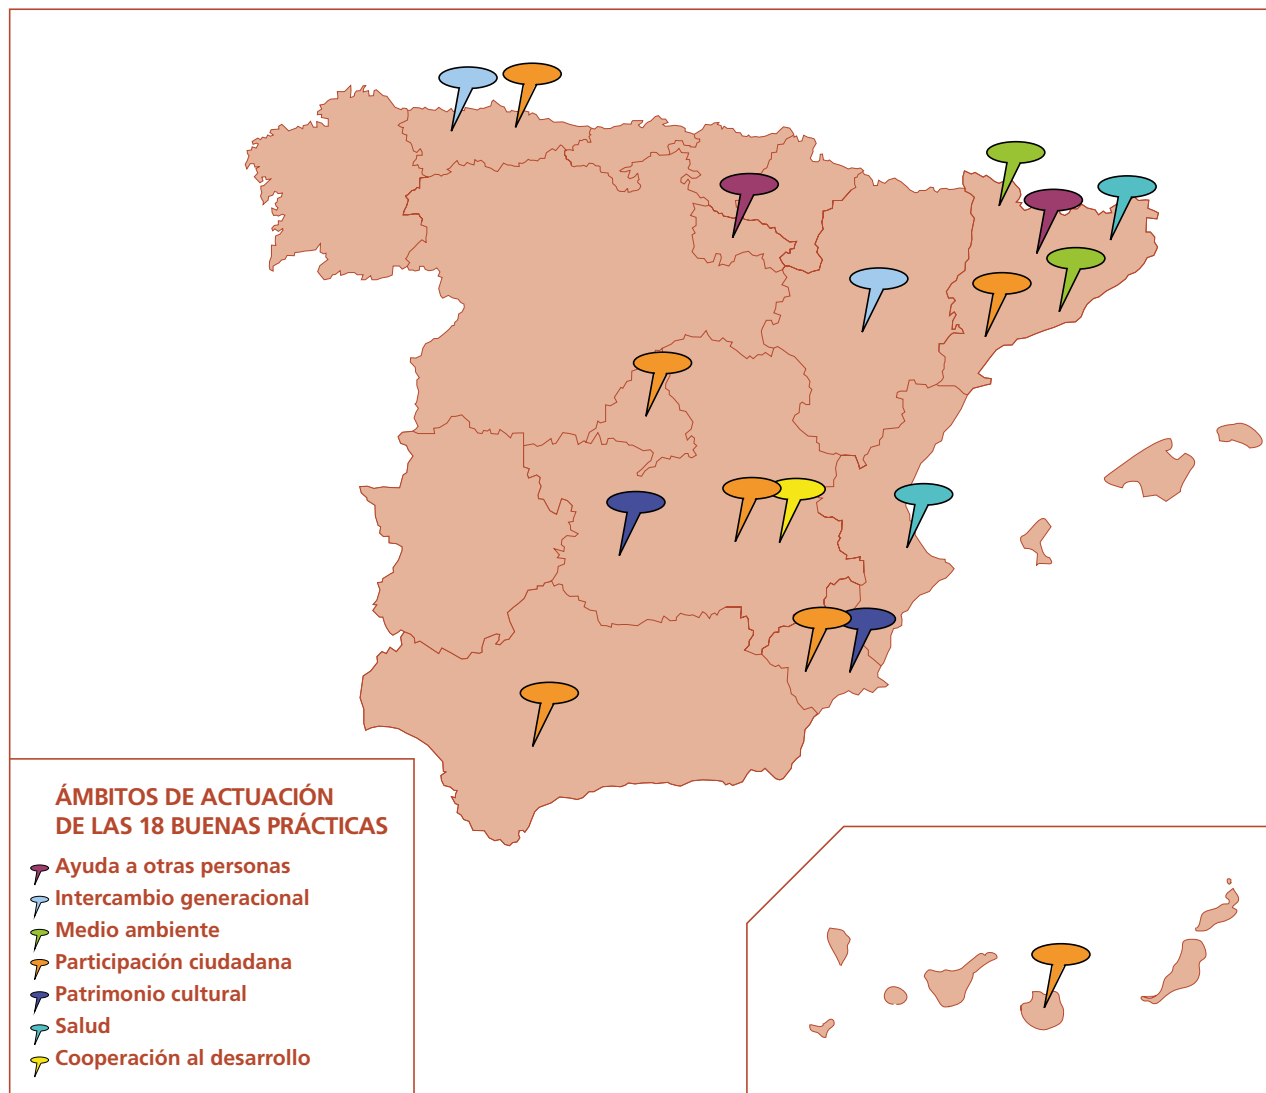 ÁMBITOS DE ACTUACIÓN
DE LAS 18 BUENAS PRÁCTICAS
Ayuda a otras personas
Intercambio generacional
Medio ambiente
Participación ciudadana
Patrimonio cultural
Salud
Cooperación al desarrollo